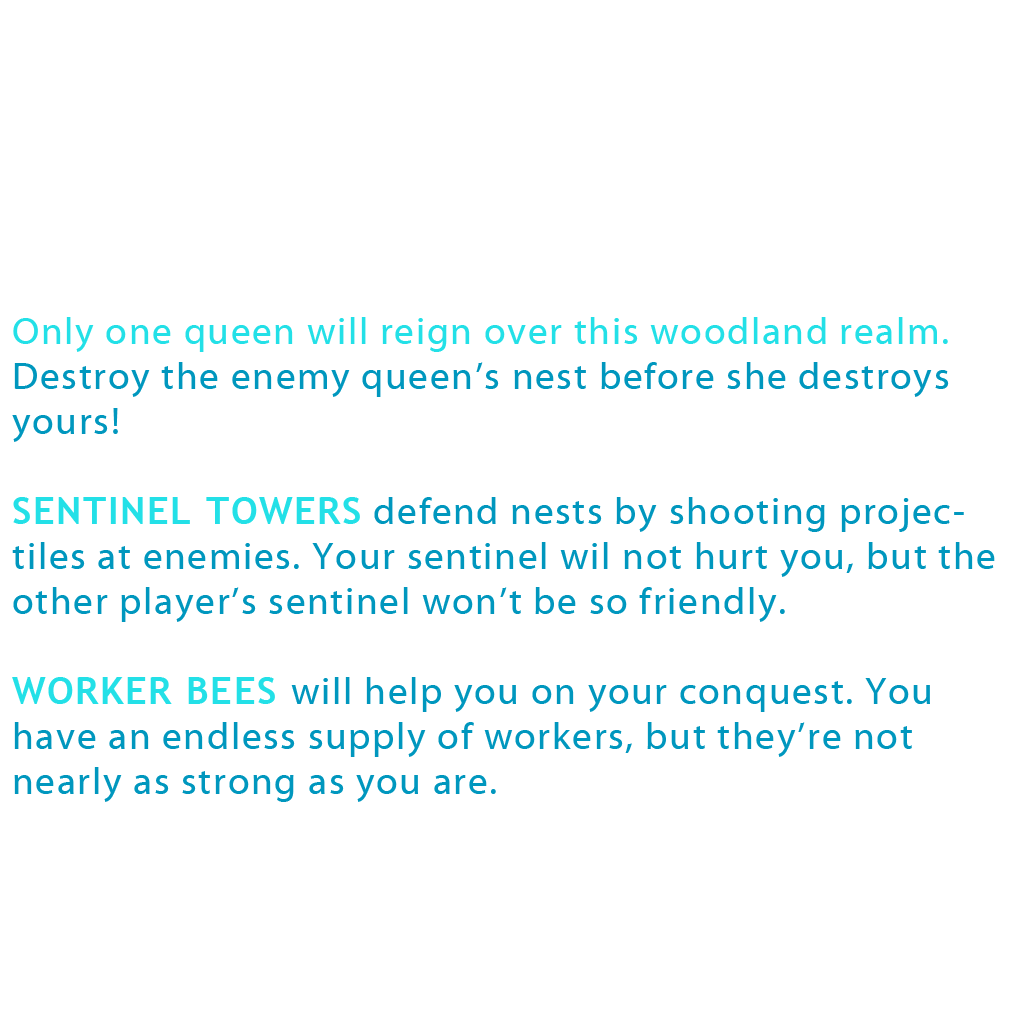 Only one queen will reign over this woodland realm.
Destroy the enemy queen’s nest before she destroys
yours!
SENTINEL TOWERS defend nests by shooting projec-
tiles at enemies. Your sentinel wil not hurt you, but the
other player’s sentinel won’t be so friendly.
WORKER BEES will help you on your conquest. You
have an endless supply of workers, but they’re not
nearly as strong as you are.